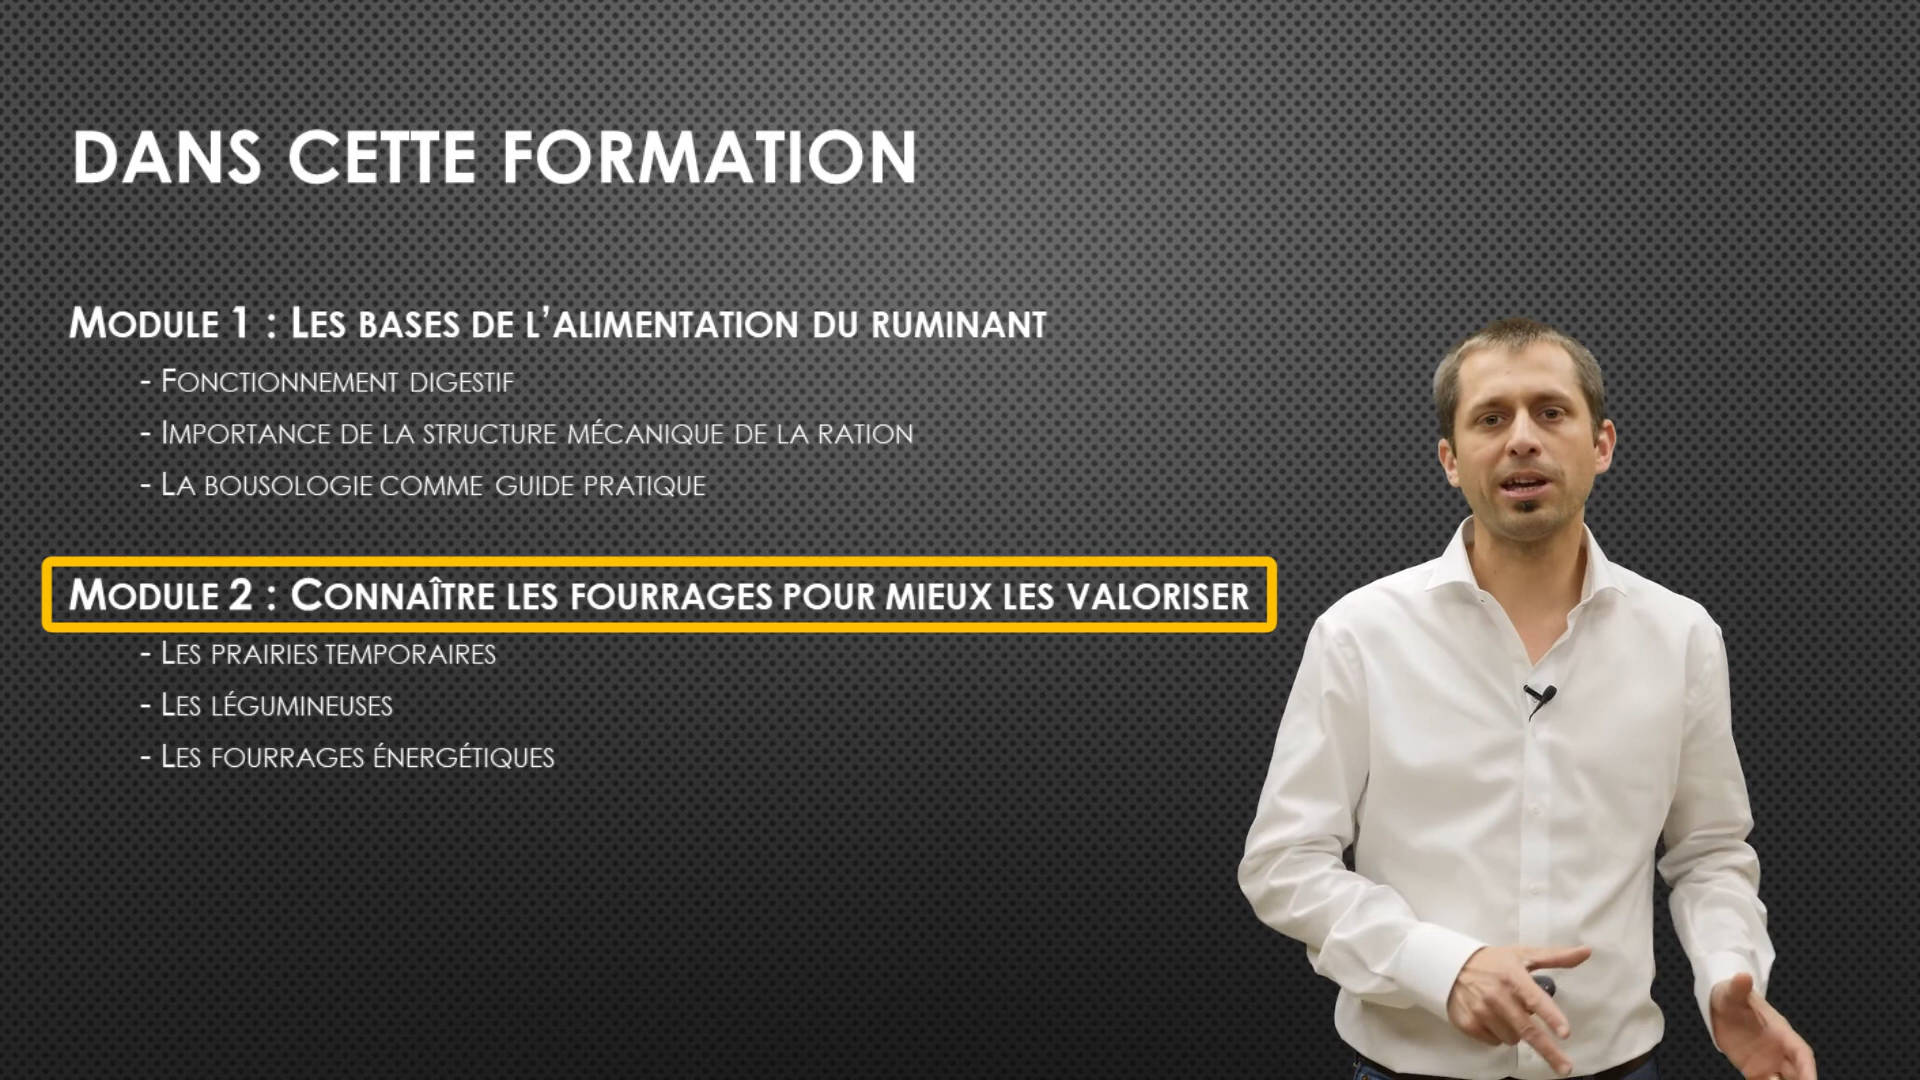 DANS CETTE FORMATION
MODULE 1 : LES BASES DE L'ALIMENTATION DU RUMINANT
- FONCTIONNEMENT DIGESTIF
- IMPORTANCE DE LA STRUCTURE MÉCANIQUE DE LA RATION
- LA BOUSOLOGIE COMME GUIDE PRATIQUE
MODULE 2 : CONNAÎTRE LES FOURRAGES POUR MIEUX LES VALORISER
- LES PRAIRIES TEMPORAIRES
- LES LÉGUMINEUSES
- LES FOURRAGES ÉNERGÉTIQUES